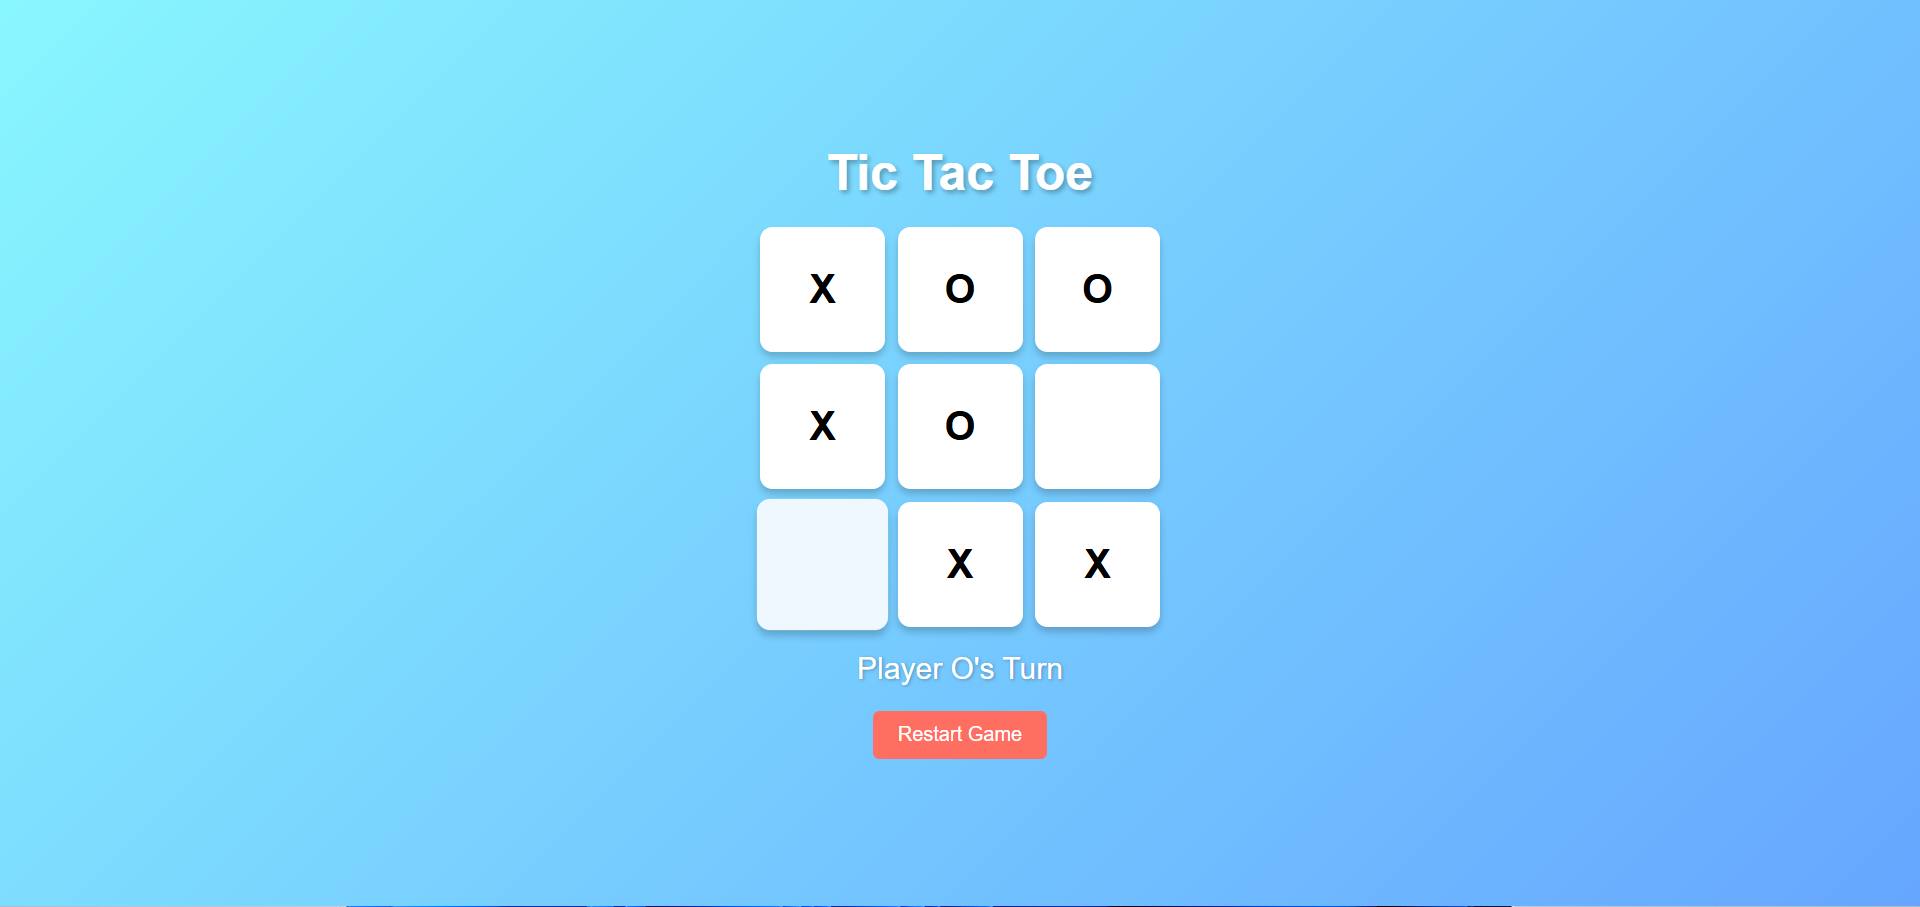 Tic Tac Toe
X O O
X O
X X
Player O's Turn
Restart Game